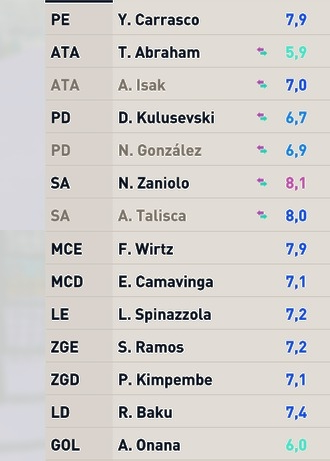 PE Y. Carrasco 7,9
ATA T. Abraham 5,9
ATA A. Isak 7,0
PD D. Kulusevski 6,7
PD N. González 6,9
SA N. Zaniolo 8,1
SA A. Talisca 8,0
MCE F. Wirtz 7,9
MCD E. Camavinga 7,1
LE L. Spinazzola 7,2
ZGE S. Ramos 7,2
ZGD P. Kimpembe 7,1
LD R. Baku 7,4
GOL A. Onana 6,0